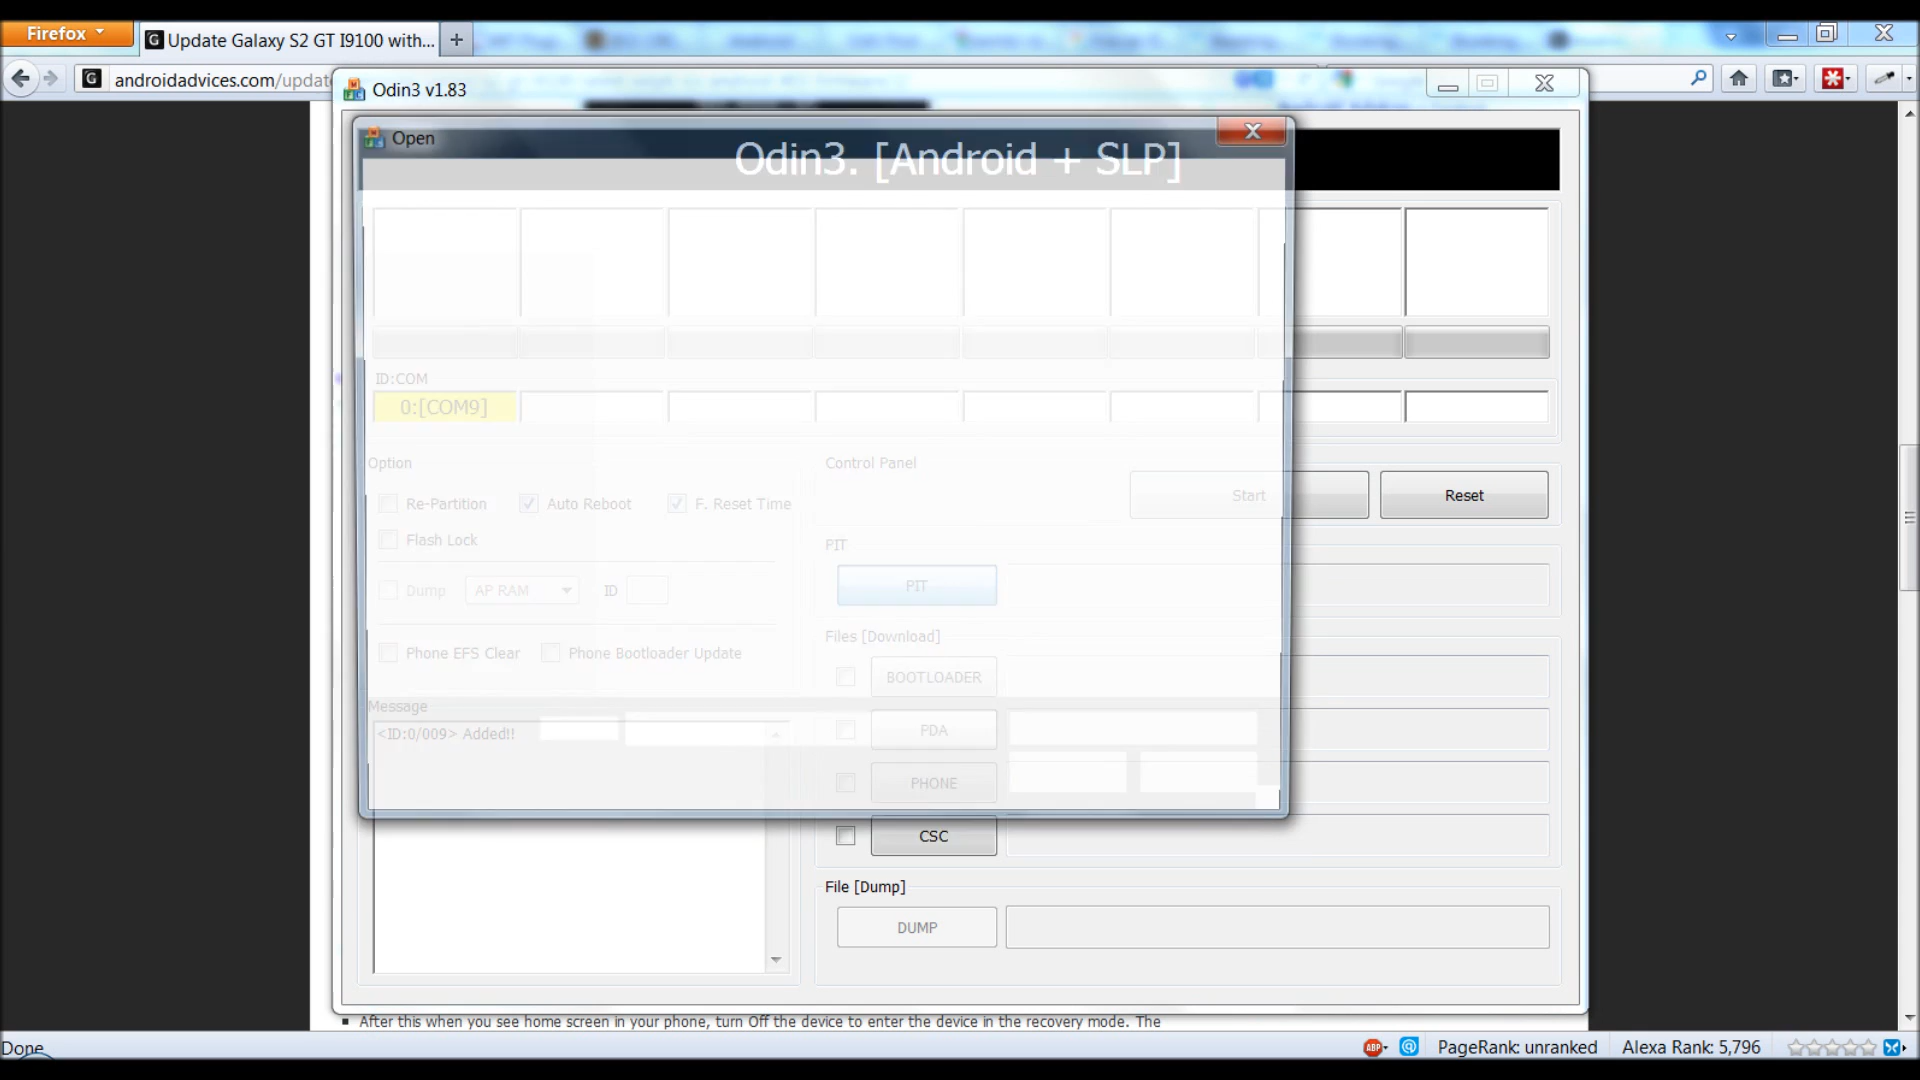 Firefox
Update Galaxy S2 GT I9100 with...
androidadvices.com/update
Odin3 v1.83
Open
Odin3. [Android + SLP]
ID:COM
0:[COM9]
Option
Control Panel
Re-Partition
Auto Reboot
F. Reset Time
Start
Reset
Flash Lock
PIT
PIT
Dump
AP RAM
ID
Files [Download]
Phone EFS Clear
Phone Bootloader Update
BOOTLOADER
Message
<ID:0/009> Added!!
PDA
PHONE
CSC
File [Dump]
DUMP
After this when you see home screen in your phone, turn Off the device to enter the device in the recovery mode. The
Done
ABP
PageRank: unranked
Alexa Rank: 5,796